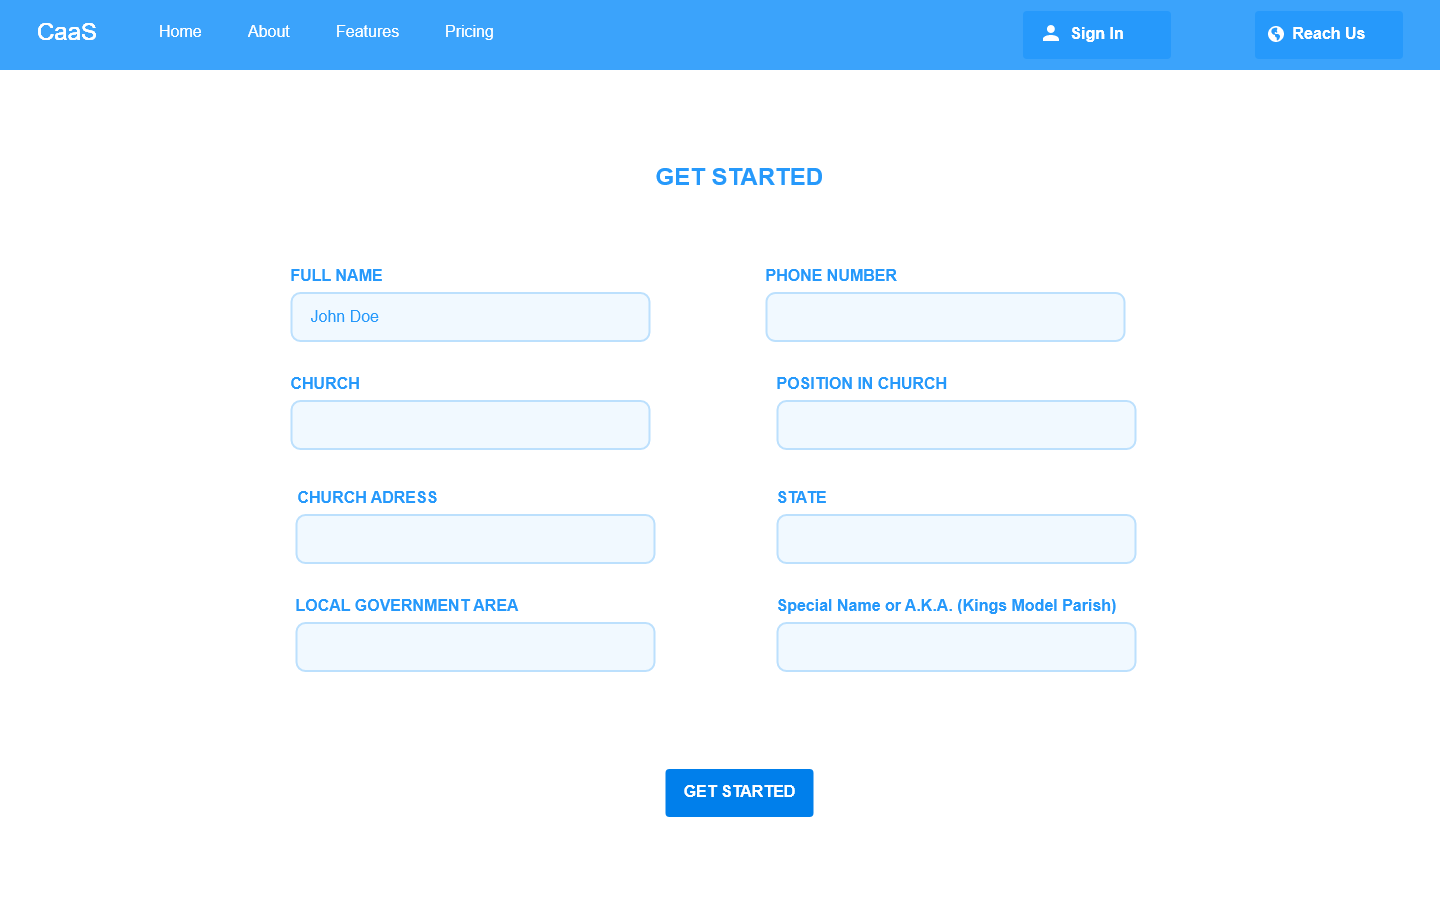 CaaS Home About Features Pricing Sign In Reach Us
GET STARTED
FULL NAME PHONE NUMBER
John Doe
CHURCH POSITION IN CHURCH
CHURCH ADRESS STATE
LOCAL GOVERNMENT AREA Special Name or A.K.A. (Kings Model Parish)
GET STARTED